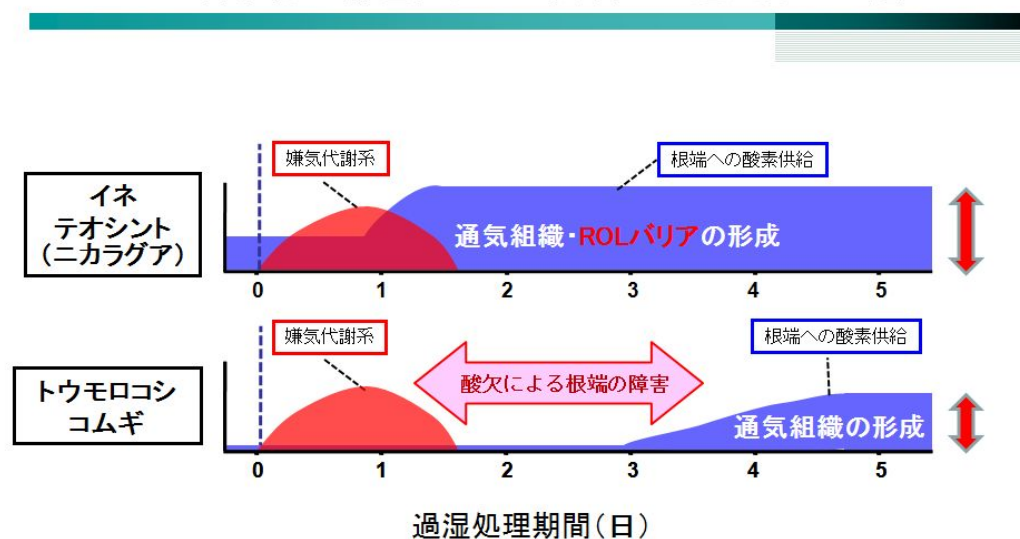 嫌気代謝系
根端への酸素供給
イネ
テオシント
(ニカラグア)
通気組織・ROLバリアの形成
0 1 2 3 4 5
嫌気代謝系
根端への酸素供給
トウモロコシ
コムギ
酸欠による根端の障害
通気組織の形成
0 1 2 3 4 5
過湿処理期間(日)